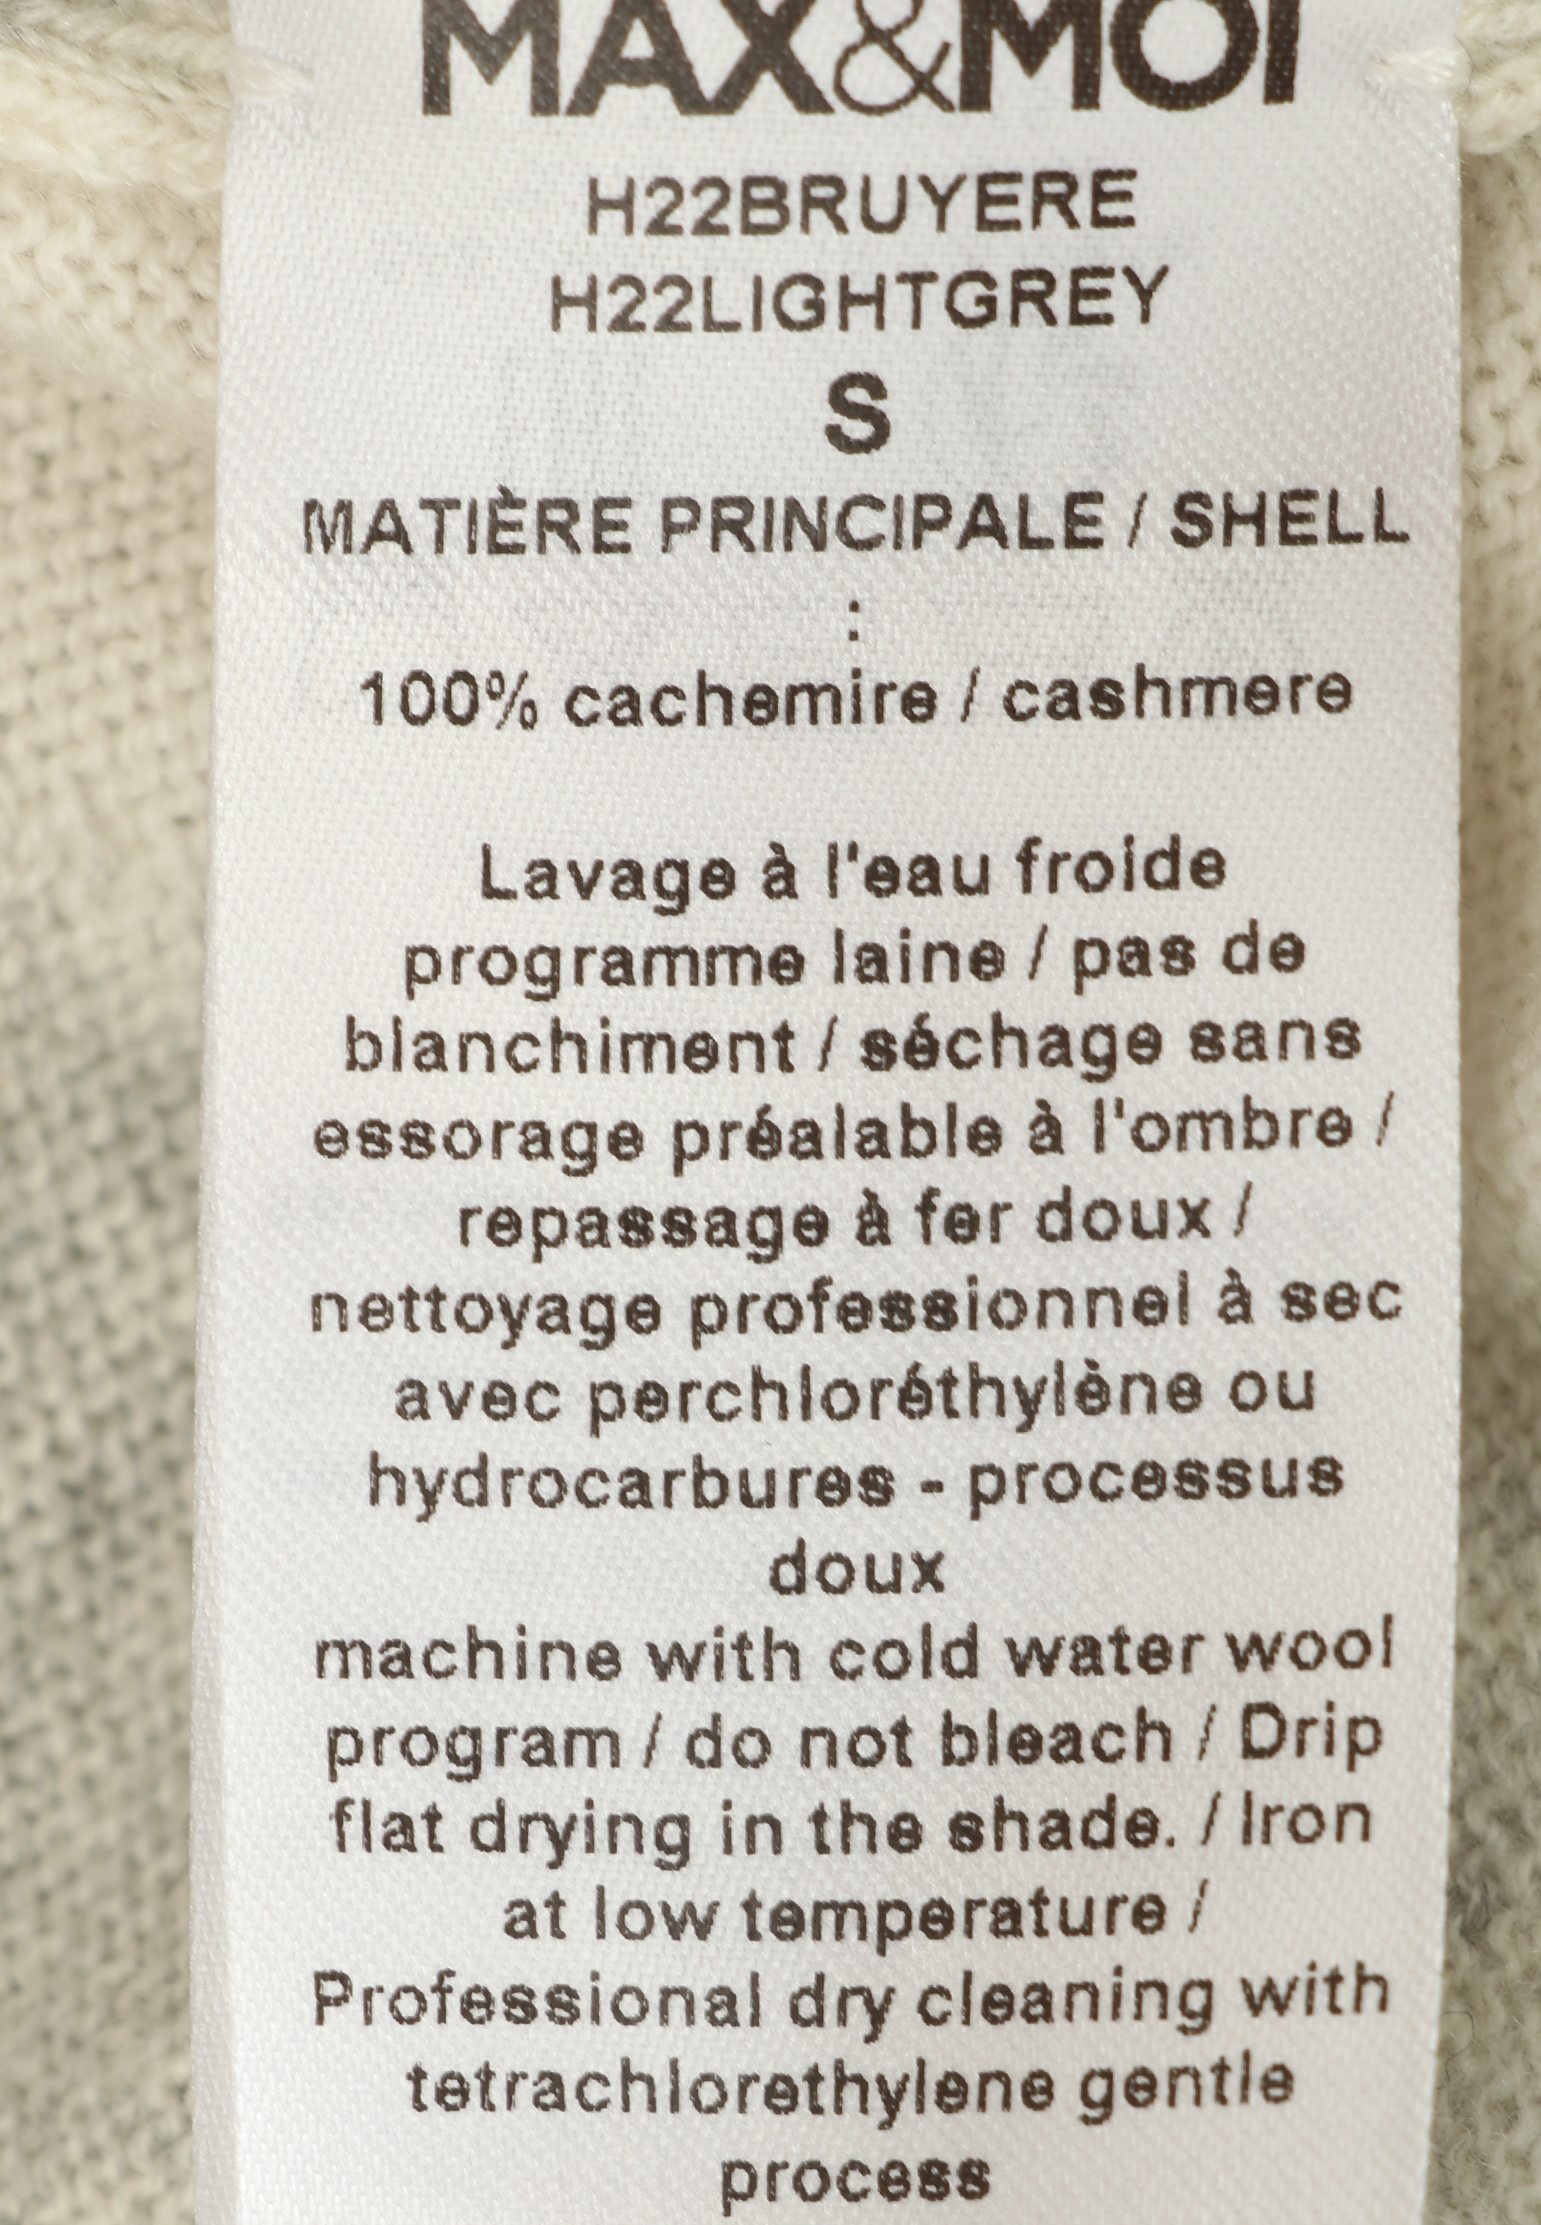 MAX&MOI
H22BRUYERE
H22LIGHTGREY
S
MATIÈRE PRINCIPALE / SHELL
:
100% cachemire / cashmere
Lavage à l'eau froide
programme laine / pas de
blanchiment / séchage sans
essorage préalable à l'ombre /
repassage à fer doux /
nettoyage professionnel à sec
avec perchloréthylène ou
hydrocarbures - processus
doux
machine with cold water wool
program / do not bleach / Drip
flat drying in the shade. / Iron
at low temperature /
Professional dry cleaning with
tetrachlorethylene gentle
process